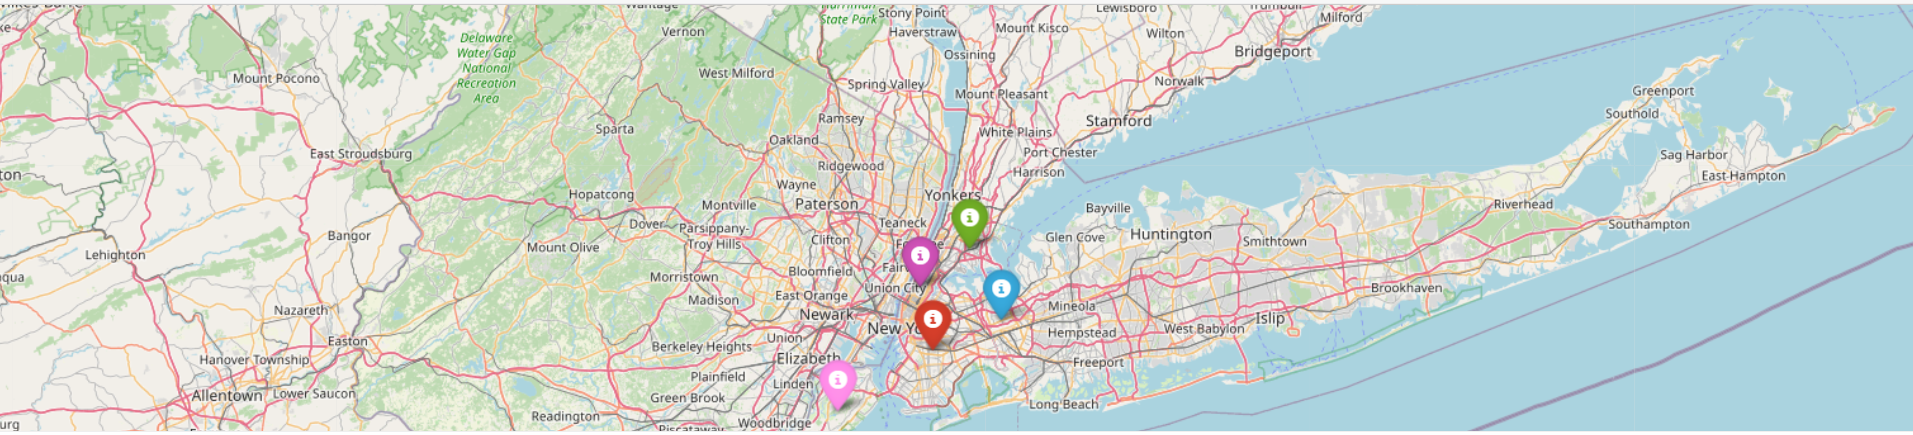 Stony Point
Lewisboro
Milford
Vernon
Haverstraw
Mount Kisco
Wilton
Delaware
Water Gap
National
Recreation
Area
State Park
Ossining
Bridgeport
Mount Pocono
West Milford
Spring Valley
Mount Pleasant
Norwalk
Greenport
Sparta
Ramsey
Stamford
Southold
Oakland
White Plains
East Stroudsburg
Ridgewood
Port Chester
Sag Harbor
Harrison
East Hampton
Hopatcong
Wayne
Yonkers
Paterson
Montville
Bayville
Riverhead
Dover
Teaneck
Parsippany-
Troy Hills
Southampton
Bangor
Mount Olive
Clifton
Glen Cove
Huntington
Smithtown
Lehighton
Morristown
Bloomfield
Union City
Brookhaven
Madison
East Orange
Mineola
Nazareth
Newark
Islip
Easton
New Yo
Hempstead
West Babylon
Union
Berkeley Heights
Hanover Township
Elizabeth
Freeport
Plainfield
Linden
Allentown
Lower Saucon
Green Brook
Long Beach
Readington
Woodbridge
Piscataway